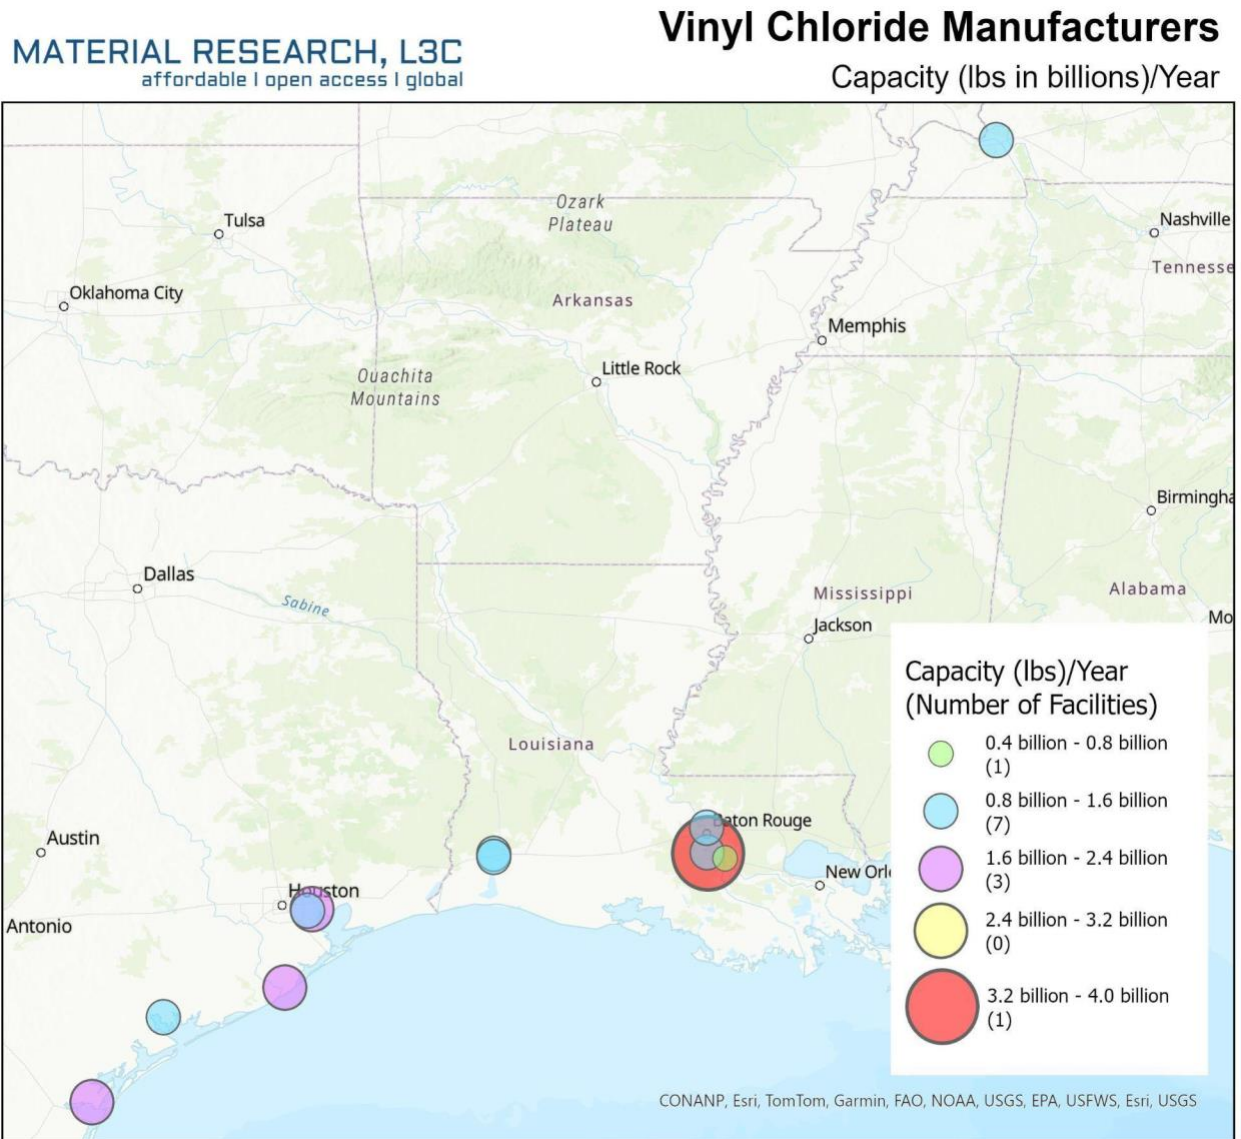 MATERIAL RESEARCH, L3C
affordable | open access | global
Vinyl Chloride Manufacturers
Capacity (lbs in billions)/Year
Ozark
Plateau
Tulsa
Nashville
Tennesse
Oklahoma City
Arkansas
Memphis
Little Rock
Ouachita
Mountains
Birmingha
Dallas
Sabine
Mississippi
Alabama
Mo
Jackson
Louisiana
Austin
Baton Rouge
New Orle
Houston
Antonio
Capacity (lbs)/Year
(Number of Facilities)
0.4 billion - 0.8 billion
(1)
0.8 billion - 1.6 billion
(7)
1.6 billion - 2.4 billion
(3)
2.4 billion - 3.2 billion
(0)
3.2 billion - 4.0 billion
(1)
CONANP, Esri, TomTom, Garmin, FAO, NOAA, USGS, EPA, USFWS, Esri, USGS